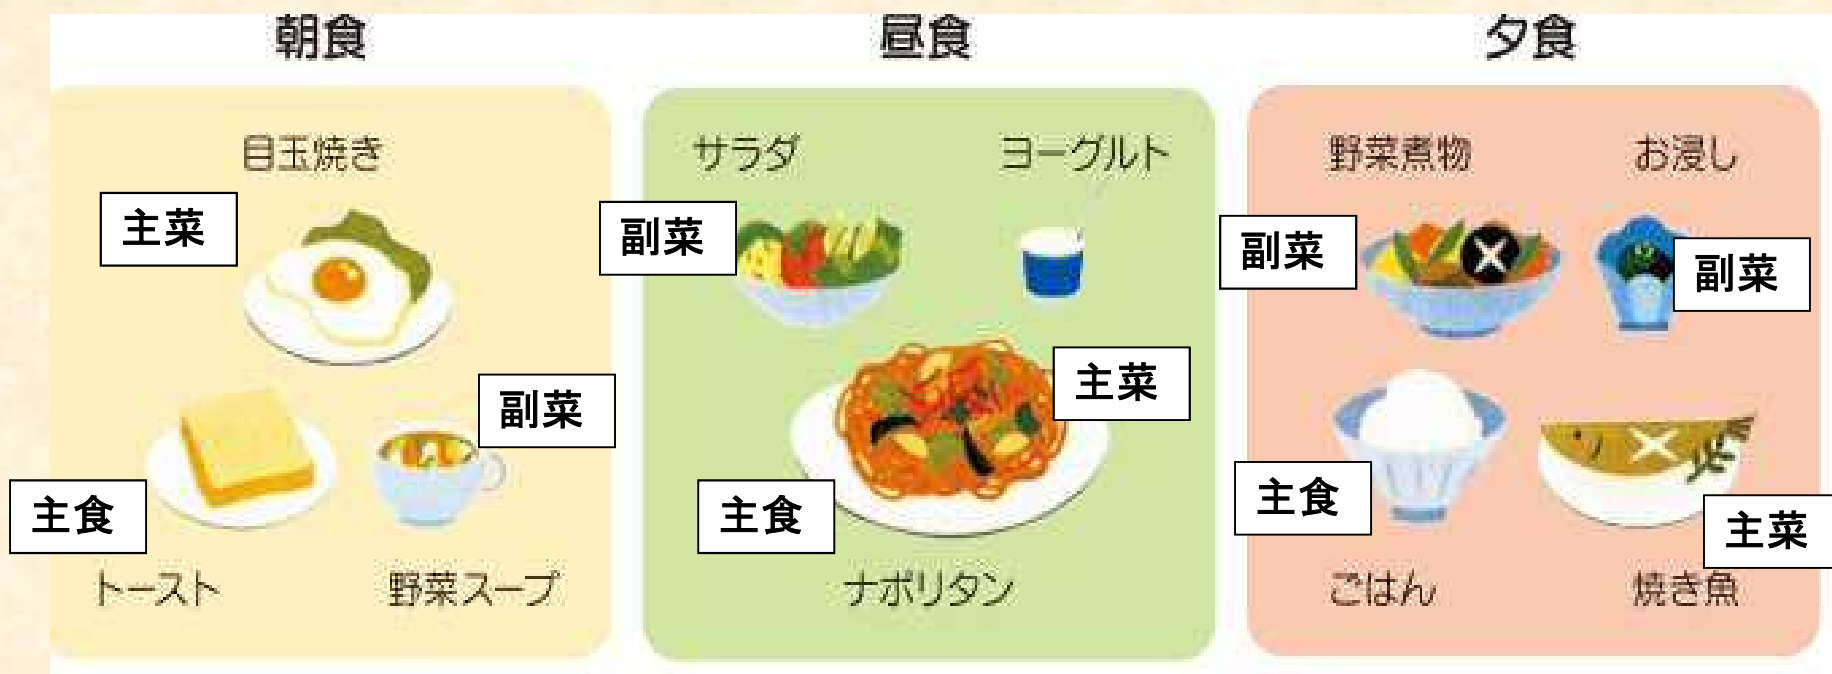 朝食
目玉焼き
主菜
副菜
主食
トースト
野菜スープ
昼食
サラダ
ヨーグルト
副菜
主菜
主食
ナポリタン
夕食
野菜煮物
お浸し
副菜
副菜
主食
主菜
ごはん
焼き魚